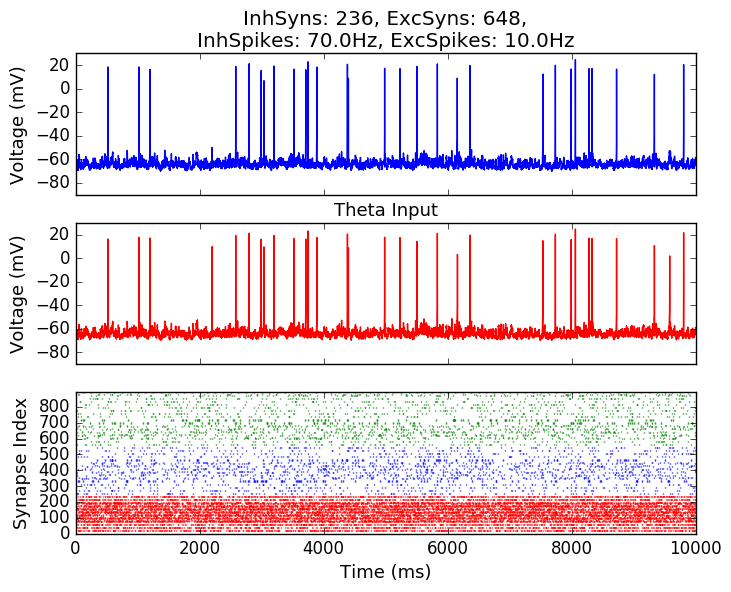 InhSyns: 236, ExcSyns: 648,
InhSpikes: 70.0Hz, ExcSpikes: 10.0Hz
20
0
−20
−40
−60
−80
Voltage (mV)
Theta Input
20
0
−20
−40
−60
−80
Voltage (mV)
800
700
600
500
400
300
200
100
0
Synapse Index
0 2000 4000 6000 8000 10000
Time (ms)